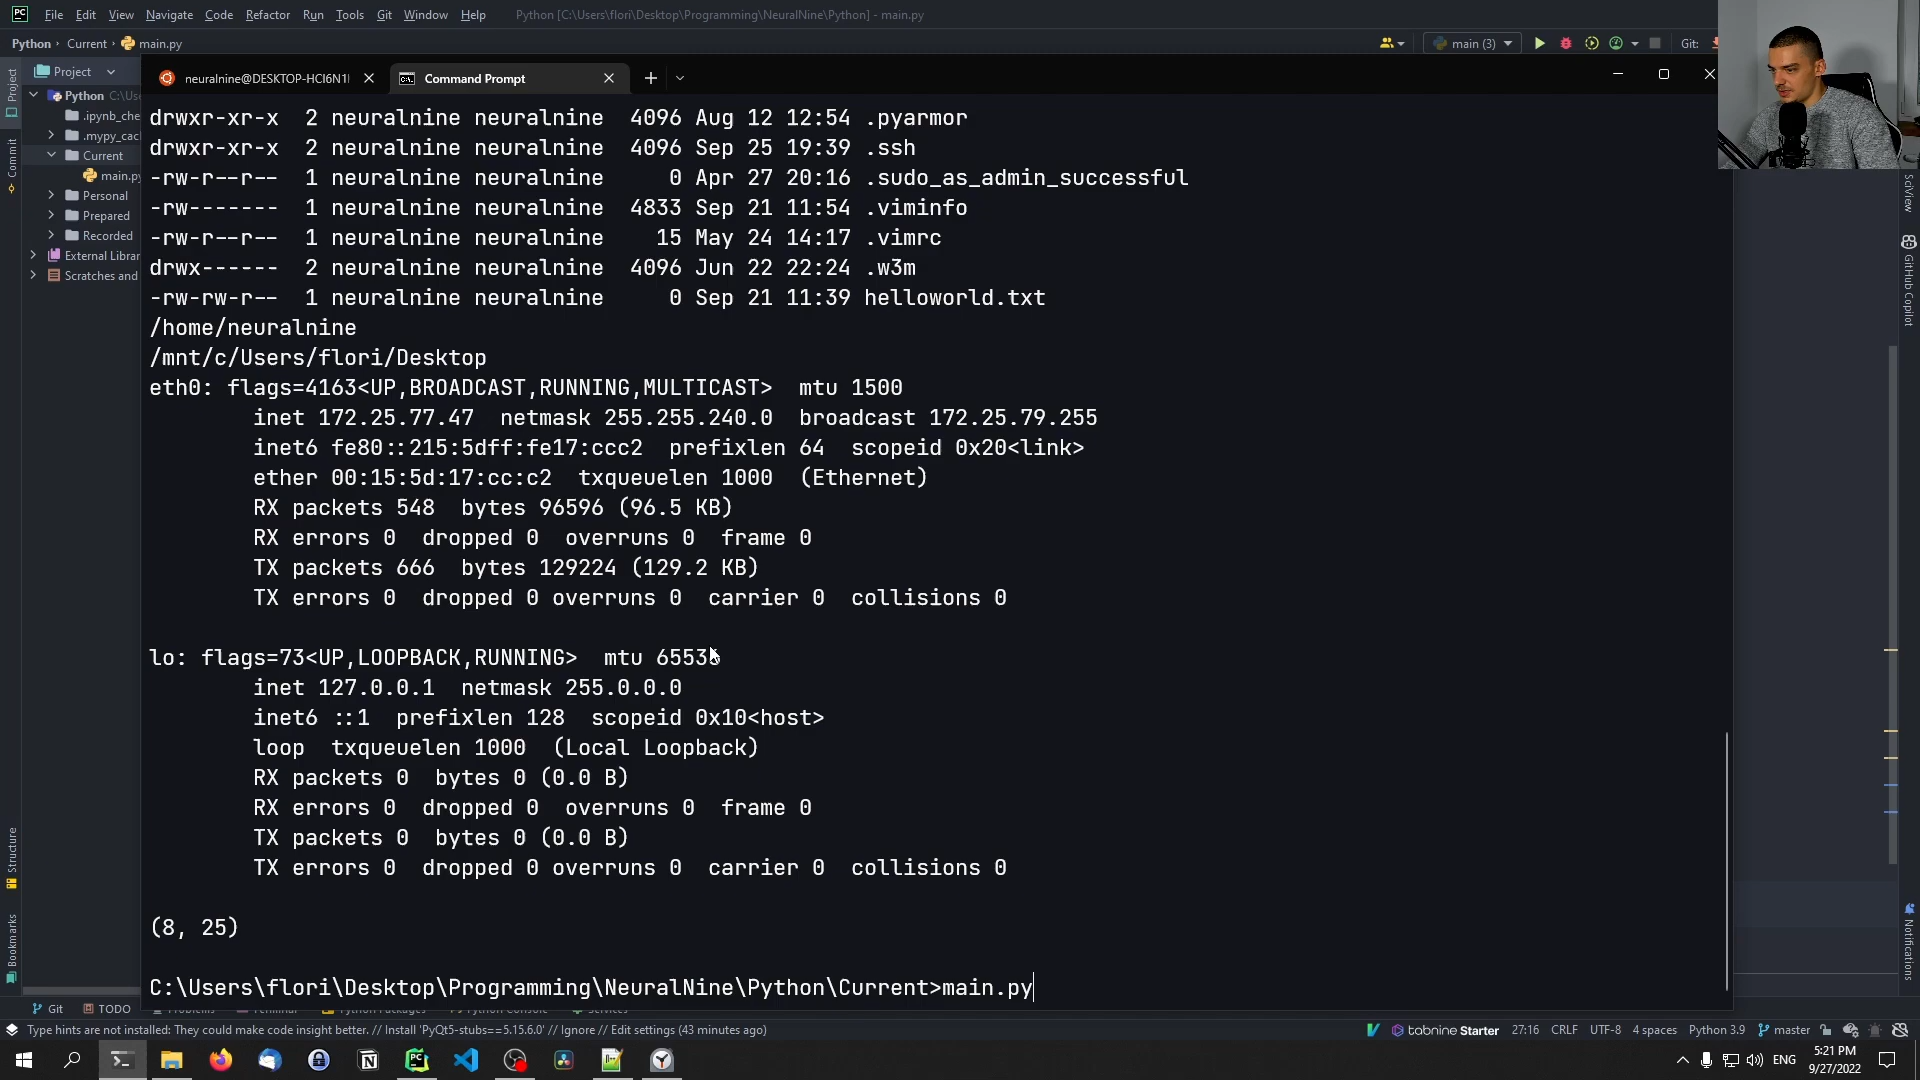 File Edit View Navigate Code Refactor Run Tools Git Window Help Python [C:\Users\flori\Desktop\Programming\NeuralNine\Python] - main.py
Python Current main.py main (3) Git:
Project
neuralnine@DESKTOP-HCI6N1 Command Prompt
Project
Commit
Structure
Bookmarks
Python C:\Use
.ipynb_che
.mypy_cac
Current
main.py
Personal
Prepared
Recorded
External Librar
Scratches and
drwxr-xr-x 2 neuralnine neuralnine 4096 Aug 12 12:54 .pyarmor
drwxr-xr-x 2 neuralnine neuralnine 4096 Sep 25 19:39 .ssh
-rw-r--r-- 1 neuralnine neuralnine 0 Apr 27 20:16 .sudo_as_admin_successful
-rw------- 1 neuralnine neuralnine 4833 Sep 21 11:54 .viminfo
-rw-r--r-- 1 neuralnine neuralnine 15 May 24 14:17 .vimrc
drwx------ 2 neuralnine neuralnine 4096 Jun 22 22:24 .w3m
-rw-rw-r-- 1 neuralnine neuralnine 0 Sep 21 11:39 helloworld.txt
/home/neuralnine
/mnt/c/Users/flori/Desktop
eth0: flags=4163<UP,BROADCAST,RUNNING,MULTICAST> mtu 1500
inet 172.25.77.47 netmask 255.255.240.0 broadcast 172.25.79.255
inet6 fe80::215:5dff:fe17:ccc2 prefixlen 64 scopeid 0x20<link>
ether 00:15:5d:17:cc:c2 txqueuelen 1000 (Ethernet)
RX packets 548 bytes 96596 (96.5 KB)
RX errors 0 dropped 0 overruns 0 frame 0
TX packets 666 bytes 129224 (129.2 KB)
TX errors 0 dropped 0 overruns 0 carrier 0 collisions 0
lo: flags=73<UP,LOOPBACK,RUNNING> mtu 65536
inet 127.0.0.1 netmask 255.0.0.0
inet6 ::1 prefixlen 128 scopeid 0x10<host>
loop txqueuelen 1000 (Local Loopback)
RX packets 0 bytes 0 (0.0 B)
RX errors 0 dropped 0 overruns 0 frame 0
TX packets 0 bytes 0 (0.0 B)
TX errors 0 dropped 0 overruns 0 carrier 0 collisions 0
(8, 25)
C:\Users\flori\Desktop\Programming\NeuralNine\Python\Current>main.py
SciView
GitHub Copilot
Notifications
Git TODO Problems Terminal Python Packages Python Console Services
Type hints are not installed: They could make code insight better. // Install 'PyQt5-stubs==5.15.6.0' // Ignore // Edit settings (43 minutes ago) tabnine Starter 27:16 CRLF UTF-8 4 spaces Python 3.9 master
ENG 5:21 PM
9/27/2022